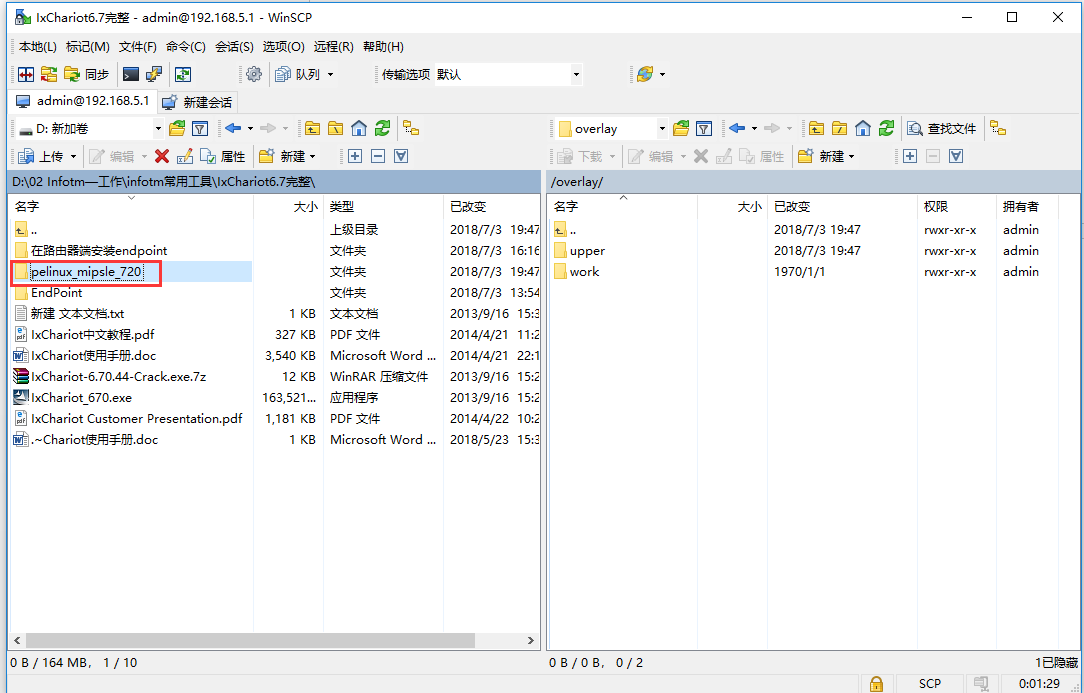 IxChariot6.7完整 - admin@192.168.5.1 - WinSCP
本地(L) 标记(M) 文件(F) 命令(C) 会话(S) 选项(O) 远程(R) 帮助(H)
同步 队列 传输选项 默认
admin@192.168.5.1 新建会话
D: 新加卷 overlay 查找文件
上传 编辑 属性 新建 下载 编辑 属性 新建
D:\02 Infotm—工作\infotm常用工具\IxChariot6.7完整\ /overlay/
名字 大小 类型 已改变 名字 大小 已改变 权限 拥有者
.. 上级目录 2018/7/3 19:47 .. 2018/7/3 19:47 rwxr-xr-x admin
在路由器端安装endpoint 文件夹 2018/7/3 16:16 upper 2018/7/3 19:47 rwxr-xr-x admin
pelinux_mipsle_720 文件夹 2018/7/3 19:47 work 1970/1/1 rwxr-xr-x admin
EndPoint 文件夹 2018/7/3 13:54
新建 文本文档.txt 1 KB 文本文档 2013/9/16 15:3
IxChariot中文教程.pdf 327 KB PDF 文件 2014/4/21 11:2
IxChariot使用手册.doc 3,540 KB Microsoft Word ... 2014/4/21 22:1
IxChariot-6.70.44-Crack.exe.7z 12 KB WinRAR 压缩文件 2013/9/16 15:2
IxChariot_670.exe 163,521... 应用程序 2013/9/16 15:2
IxChariot Customer Presentation.pdf 1,181 KB PDF 文件 2014/4/22 10:2
.~Chariot使用手册.doc 1 KB Microsoft Word ... 2018/5/23 15:3
0 B / 164 MB, 1 / 10 0 B / 0 B, 0 / 2 1已隐藏
SCP 0:01:29